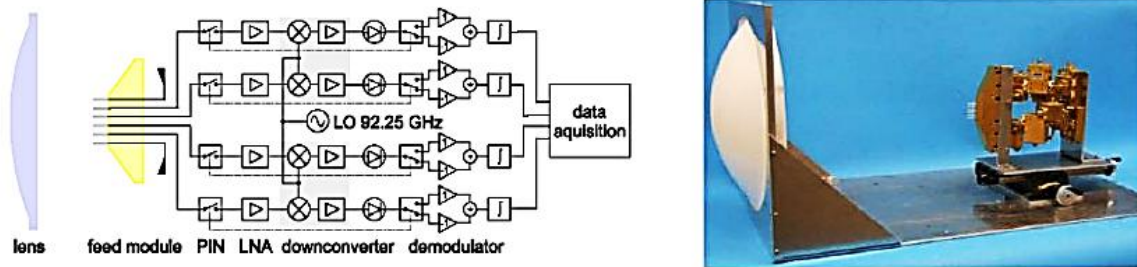 LO 92.25 GHz
data
aquisition
lens feed module PIN LNA downconverter demodulator